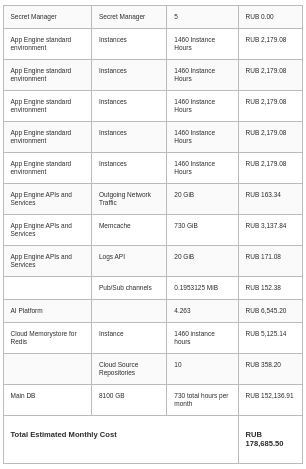 Secret Manager Secret Manager 5 RUB 0.00
App Engine standard environment Instances 1460 Instance Hours RUB 2,179.08
App Engine standard environment Instances 1460 Instance Hours RUB 2,179.08
App Engine standard environment Instances 1460 Instance Hours RUB 2,179.08
App Engine standard environment Instances 1460 Instance Hours RUB 2,179.08
App Engine standard environment Instances 1460 Instance Hours RUB 2,179.08
App Engine APIs and Services Outgoing Network Traffic 20 GiB RUB 163.34
App Engine APIs and Services Memcache 730 GiB RUB 3,137.84
App Engine APIs and Services Logs API 20 GiB RUB 171.08
Pub/Sub channels 0.1953125 MiB RUB 152.38
AI Platform 4.263 RUB 6,545.20
Cloud Memorystore for Redis Instance 1460 instance hours RUB 5,125.14
Cloud Source Repositories 10 RUB 358.20
Main DB 8100 GB 730 total hours per month RUB 152,136.91
Total Estimated Monthly Cost RUB 178,685.50